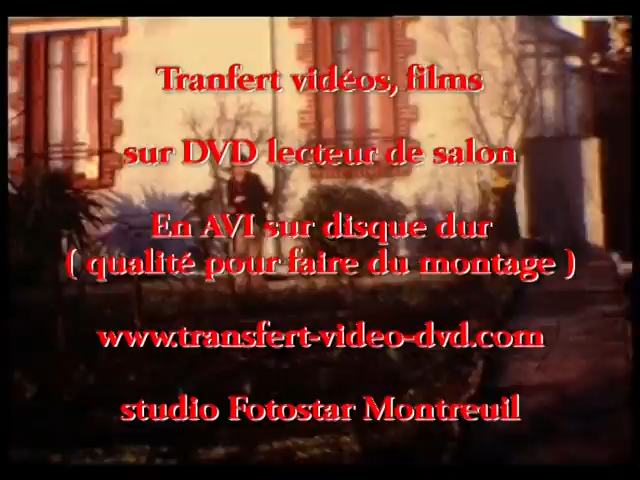 Tranfert vidéos, films
sur DVD lecteur de salon
En AVI sur disque dur
( qualité pour faire du montage )
www.transfert-video-dvd.com
studio Fotostar Montreuil